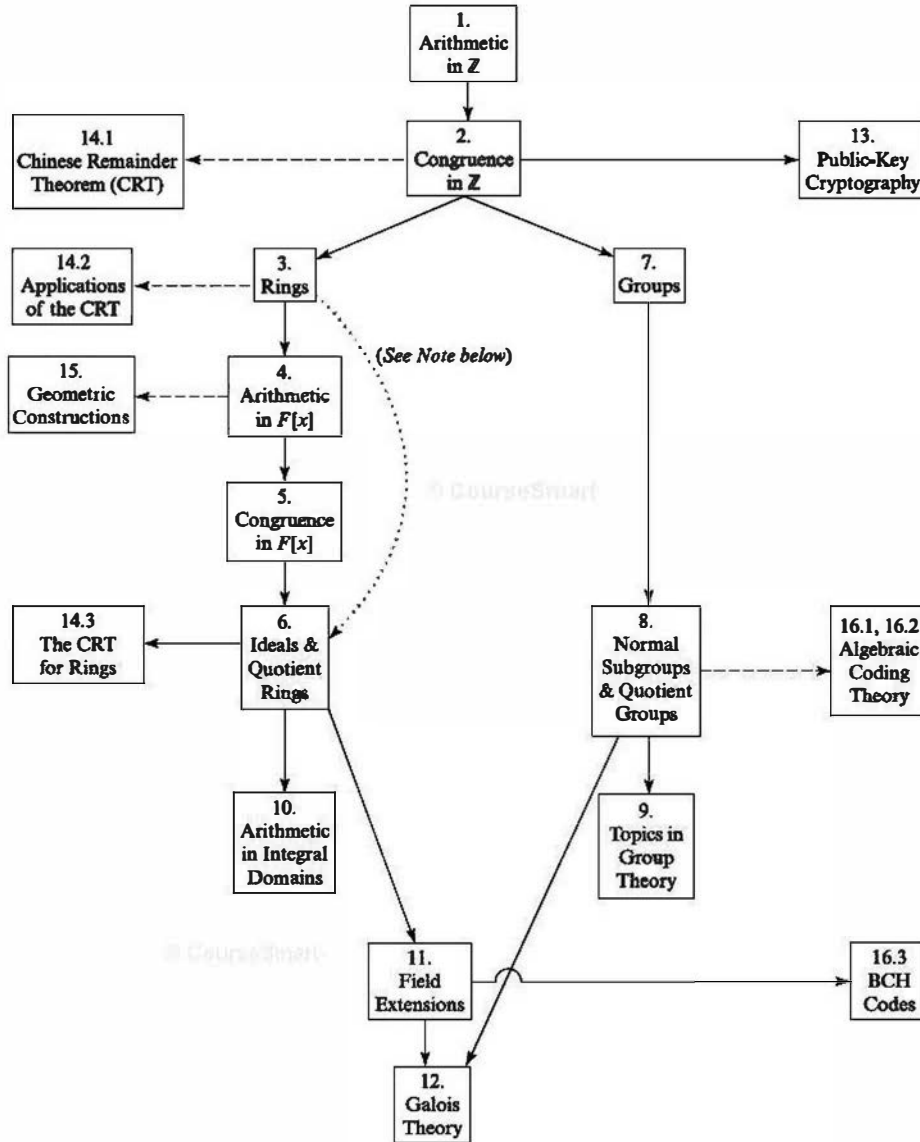 1.
Arithmetic
in ℤ
14.1
Chinese Remainder
Theorem (CRT)
2.
Congruence
in ℤ
13.
Public-Key
Cryptography
14.2
Applications
of the CRT
3.
Rings
7.
Groups
(See Note below)
15.
Geometric
Constructions
4.
Arithmetic
in F[x]
© CourseSmart
5.
Congruence
in F[x]
14.3
The CRT
for Rings
6.
Ideals &
Quotient
Rings
8.
Normal
Subgroups
& Quotient
Groups
16.1, 16.2
Algebraic
Coding
Theory
10.
Arithmetic
in Integral
Domains
9.
Topics in
Group
Theory
© CourseSmart
11.
Field
Extensions
16.3
BCH
Codes
12.
Galois
Theory